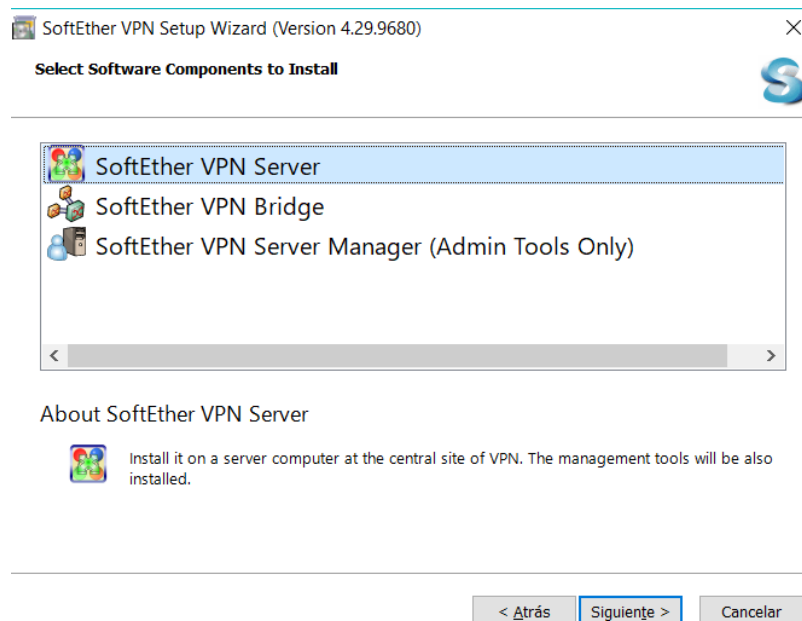 SoftEther VPN Setup Wizard (Version 4.29.9680)
Select Software Components to Install
SoftEther VPN Server
SoftEther VPN Bridge
SoftEther VPN Server Manager (Admin Tools Only)
About SoftEther VPN Server
Install it on a server computer at the central site of VPN. The management tools will be also
installed.
< Atrás Siguiente > Cancelar